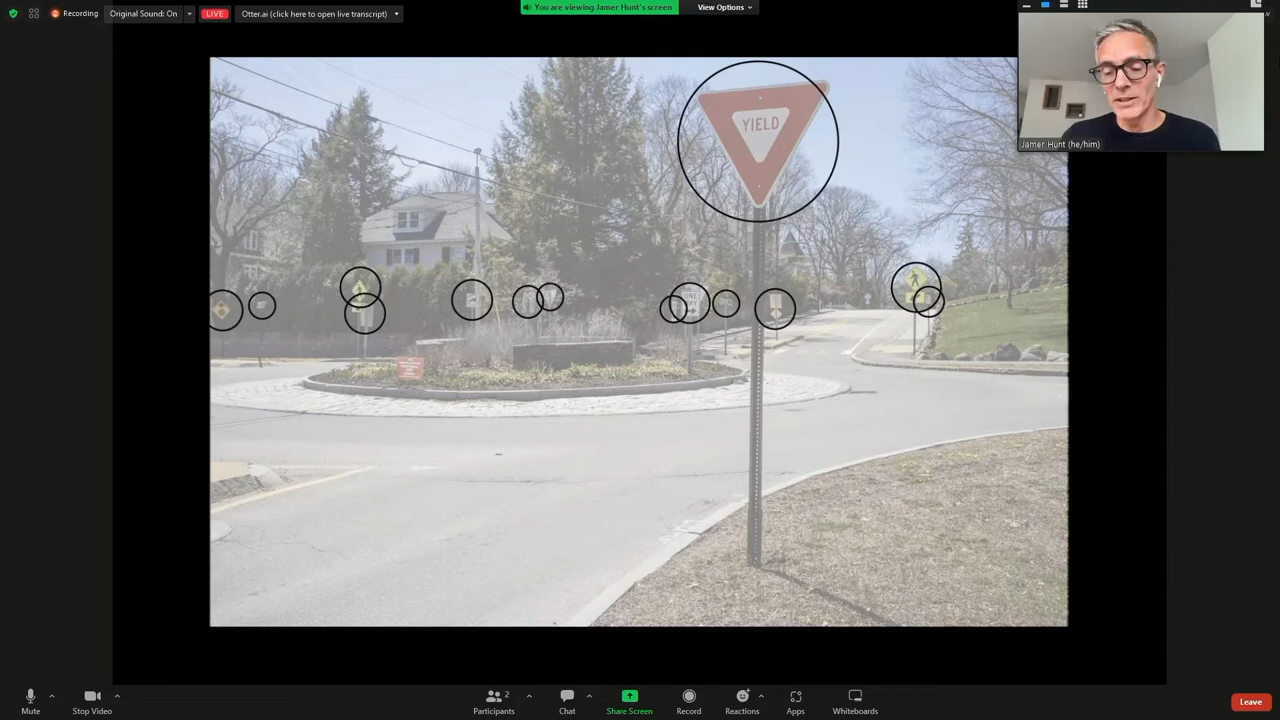 Recording
Original Sound: On
LIVE
Otter.ai (click here to open live transcript)
You are viewing Jamer Hunt's screen
View Options
Jamer Hunt (he/him)
YIELD
ONE WAY
Mute
Stop Video
Participants
2
Chat
Share Screen
Record
Reactions
Apps
Whiteboards
Leave